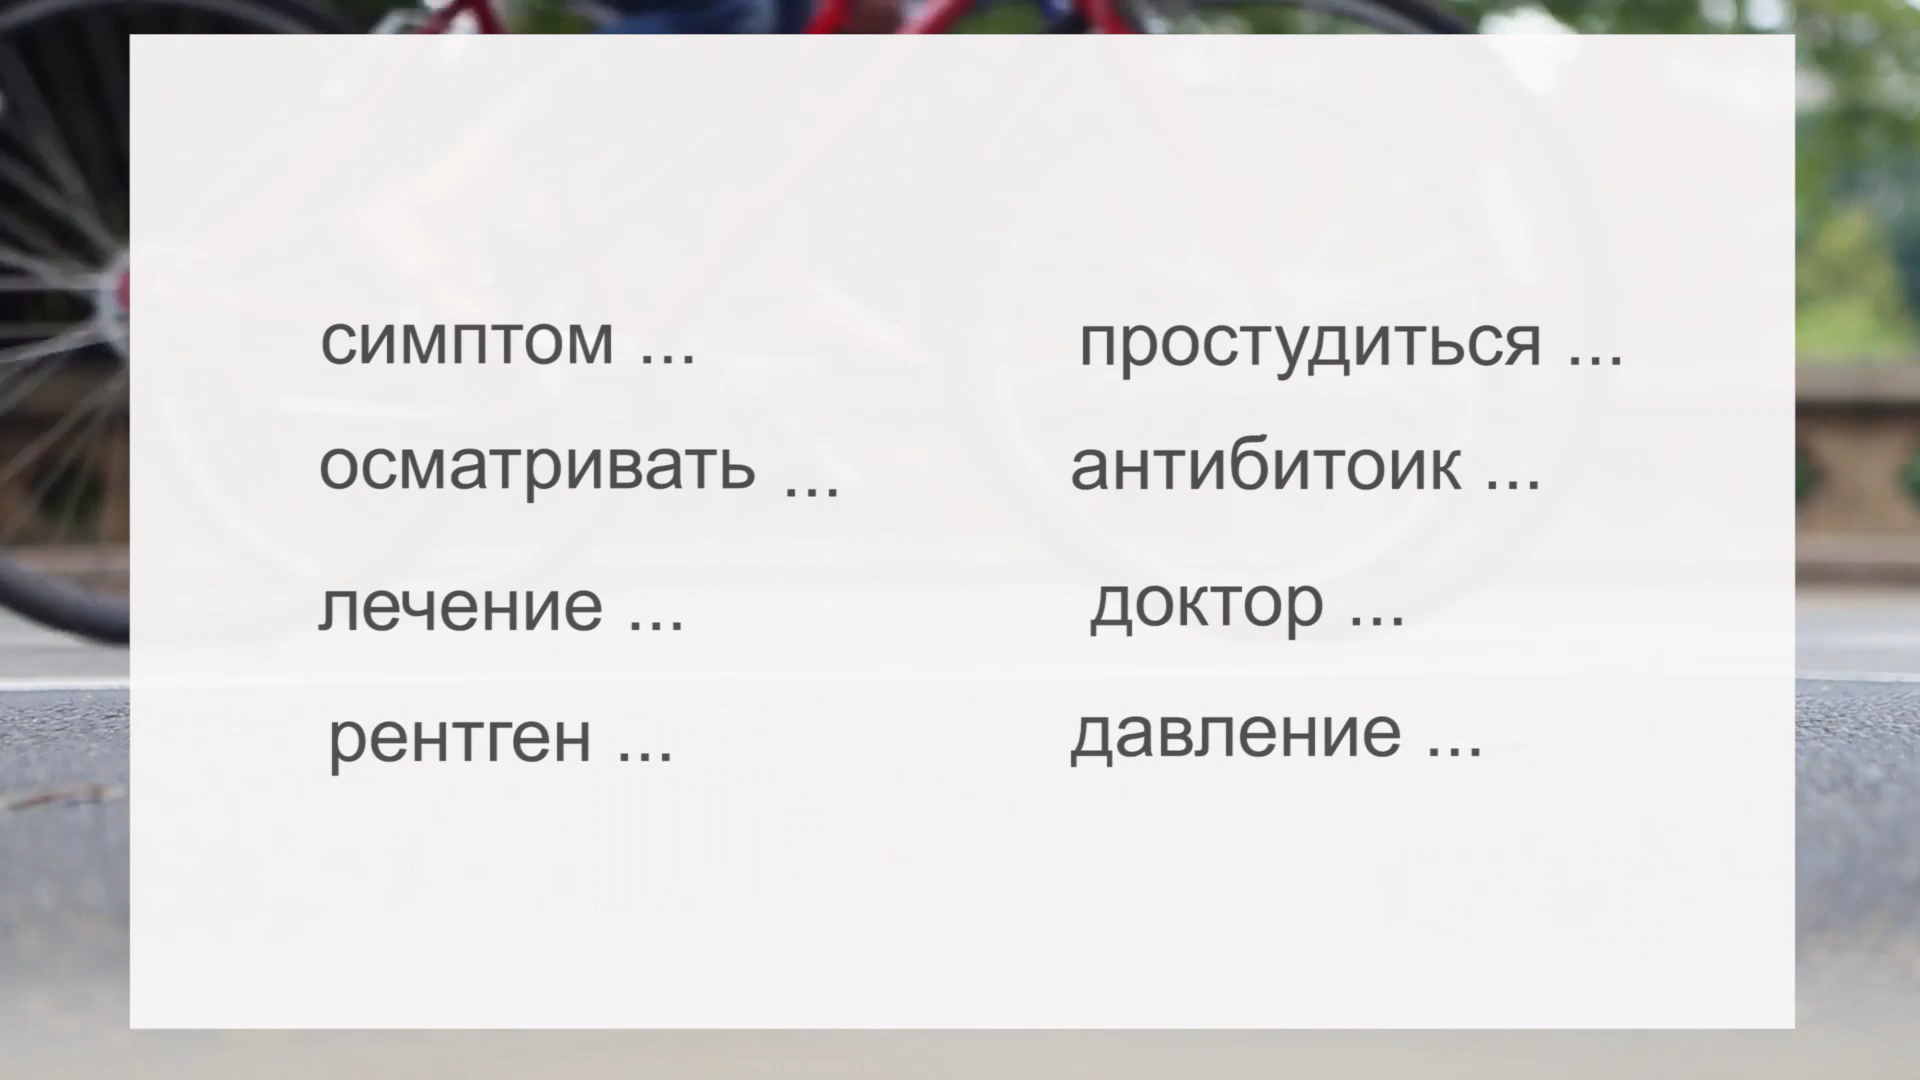 симптом ...
осматривать ...
лечение ...
рентген ...
простудиться ...
антибитоик ...
доктор ...
давление ...